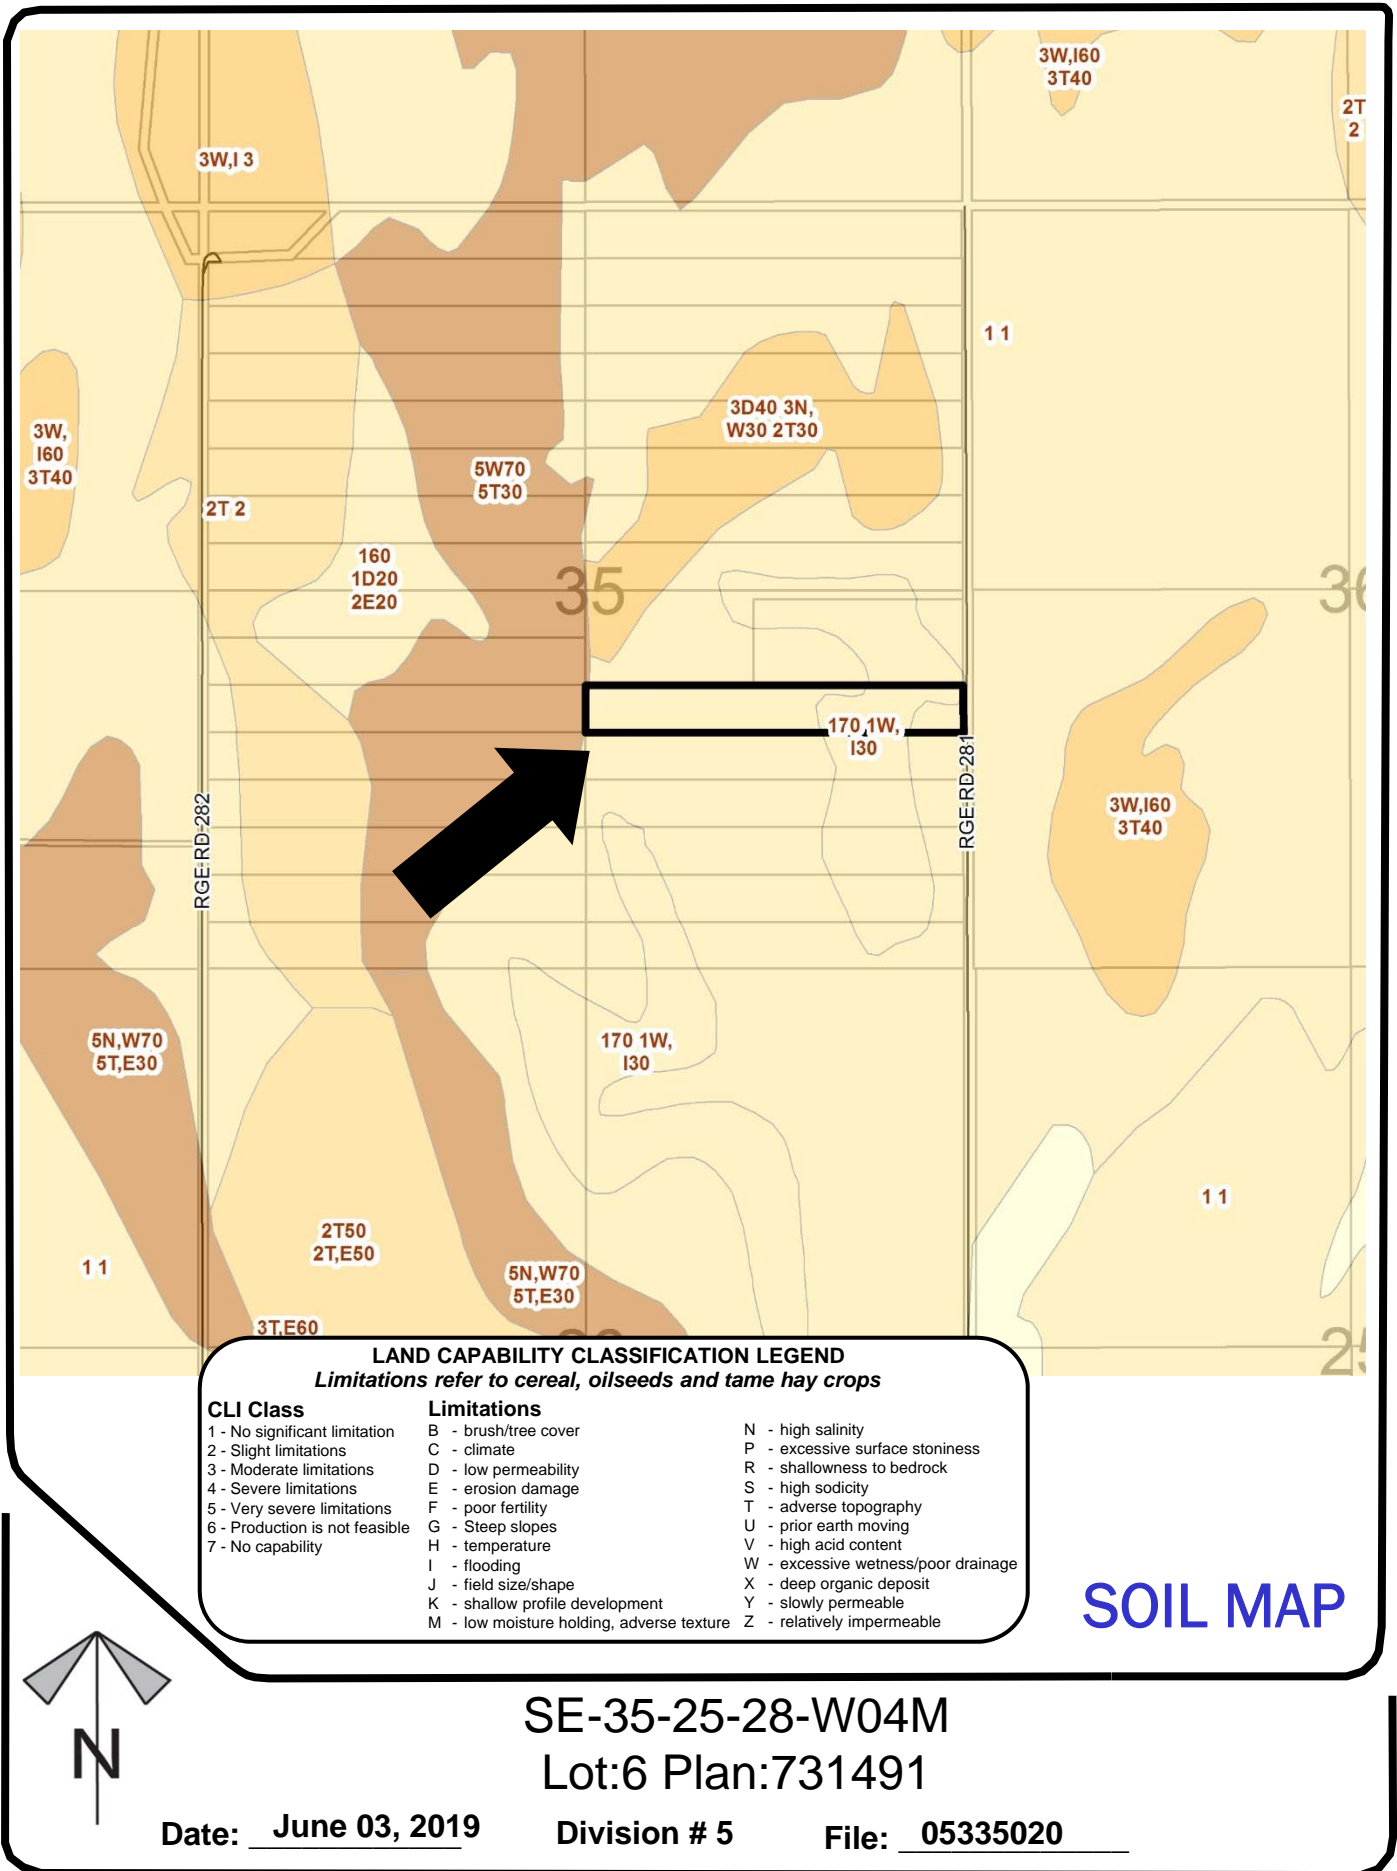 3W,I60
3T40
2T
2
3W,I 3
1 1
3D40 3N,
W30 2T30
3W,
I60
3T40
5W70
5T30
2T 2
160
1D20
2E20
35
36
170 1W,
I30
RGE RD 282
RGE RD 281
3W,I60
3T40
5N,W70
5T,E30
170 1W,
I30
1 1
2T50
2T,E50
1 1
5N,W70
5T,E30
3T,E60
25
LAND CAPABILITY CLASSIFICATION LEGEND
Limitations refer to cereal, oilseeds and tame hay crops
CLI Class
1 - No significant limitation
2 - Slight limitations
3 - Moderate limitations
4 - Severe limitations
5 - Very severe limitations
6 - Production is not feasible
7 - No capability
Limitations
B - brush/tree cover
C - climate
D - low permeability
E - erosion damage
F - poor fertility
G - Steep slopes
H - temperature
I - flooding
J - field size/shape
K - shallow profile development
M - low moisture holding, adverse texture
N - high salinity
P - excessive surface stoniness
R - shallowness to bedrock
S - high sodicity
T - adverse topography
U - prior earth moving
V - high acid content
W - excessive wetness/poor drainage
X - deep organic deposit
Y - slowly permeable
Z - relatively impermeable
SOIL MAP
N
SE-35-25-28-W04M
Lot:6 Plan:731491
Date: June 03, 2019 Division # 5 File: 05335020